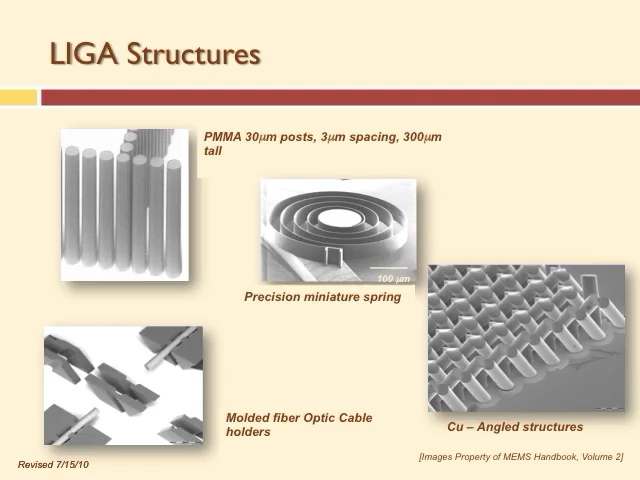 LIGA Structures
PMMA 30μm posts, 3μm spacing, 300μm
tall
100 μm
Precision miniature spring
Molded fiber Optic Cable
holders
Cu – Angled structures
[Images Property of MEMS Handbook, Volume 2]
Revised 7/15/10